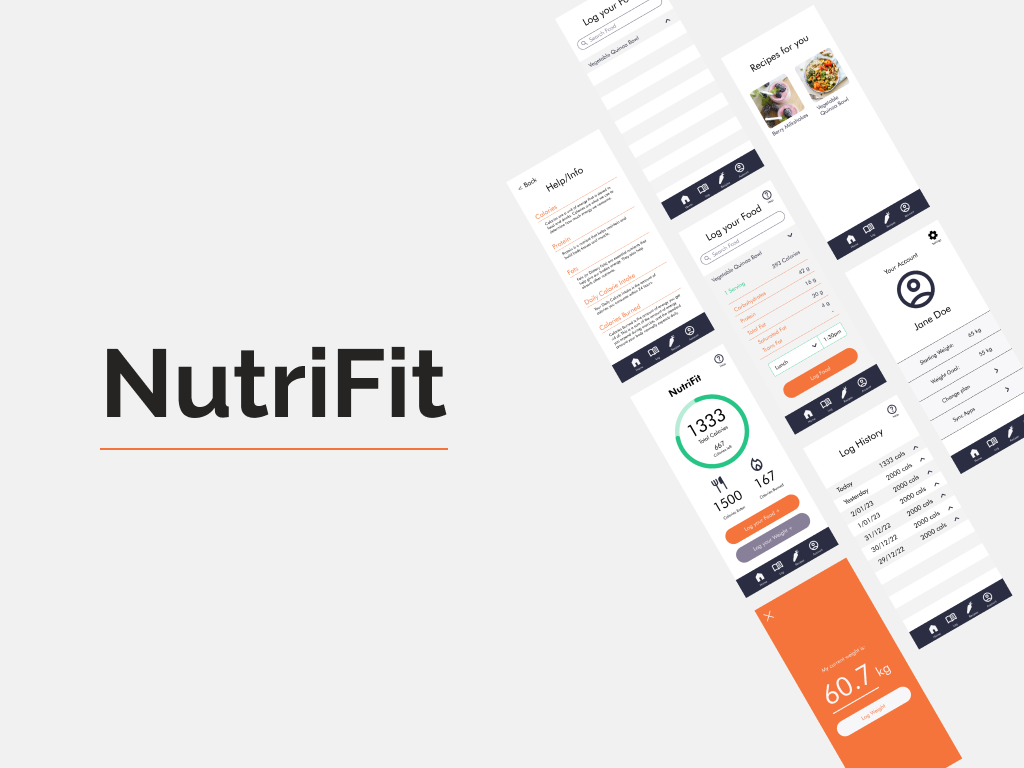 NutriFit
Log your Food
Search Food
Vegetable Quinoa Bowl
Recipes for you
Berry Milkshakes
Vegetable
Quinoa Bowl
< Back
Help/Info
Calories
Protein
Fats
Daily Calorie Intake
Calories Burned
Log your Food
Search Food
Vegetable Quinoa Bowl
393 Calories
1 Serving
Carbohydrates
42 g
Protein
16 g
Total Fat
20 g
Saturated Fat
4 g
Trans Fat
-
Lunch
1:30pm
Log Food
Your Account
Jane Doe
Starting Weight:
65 kg
Weight Goal:
55 kg
Change plan
Sync Apps
NutriFit
1333
Total Calories
667
Calories left
1500
Calories Eaten
167
Calories Burned
Log your Food +
Log your Weight +
Log History
Today
1333 cals
Yesterday
2000 cals
2/01/23
2000 cals
1/01/23
2000 cals
31/12/22
2000 cals
30/12/22
2000 cals
29/12/22
2000 cals
My current weight is:
60.7 kg
Log Weight